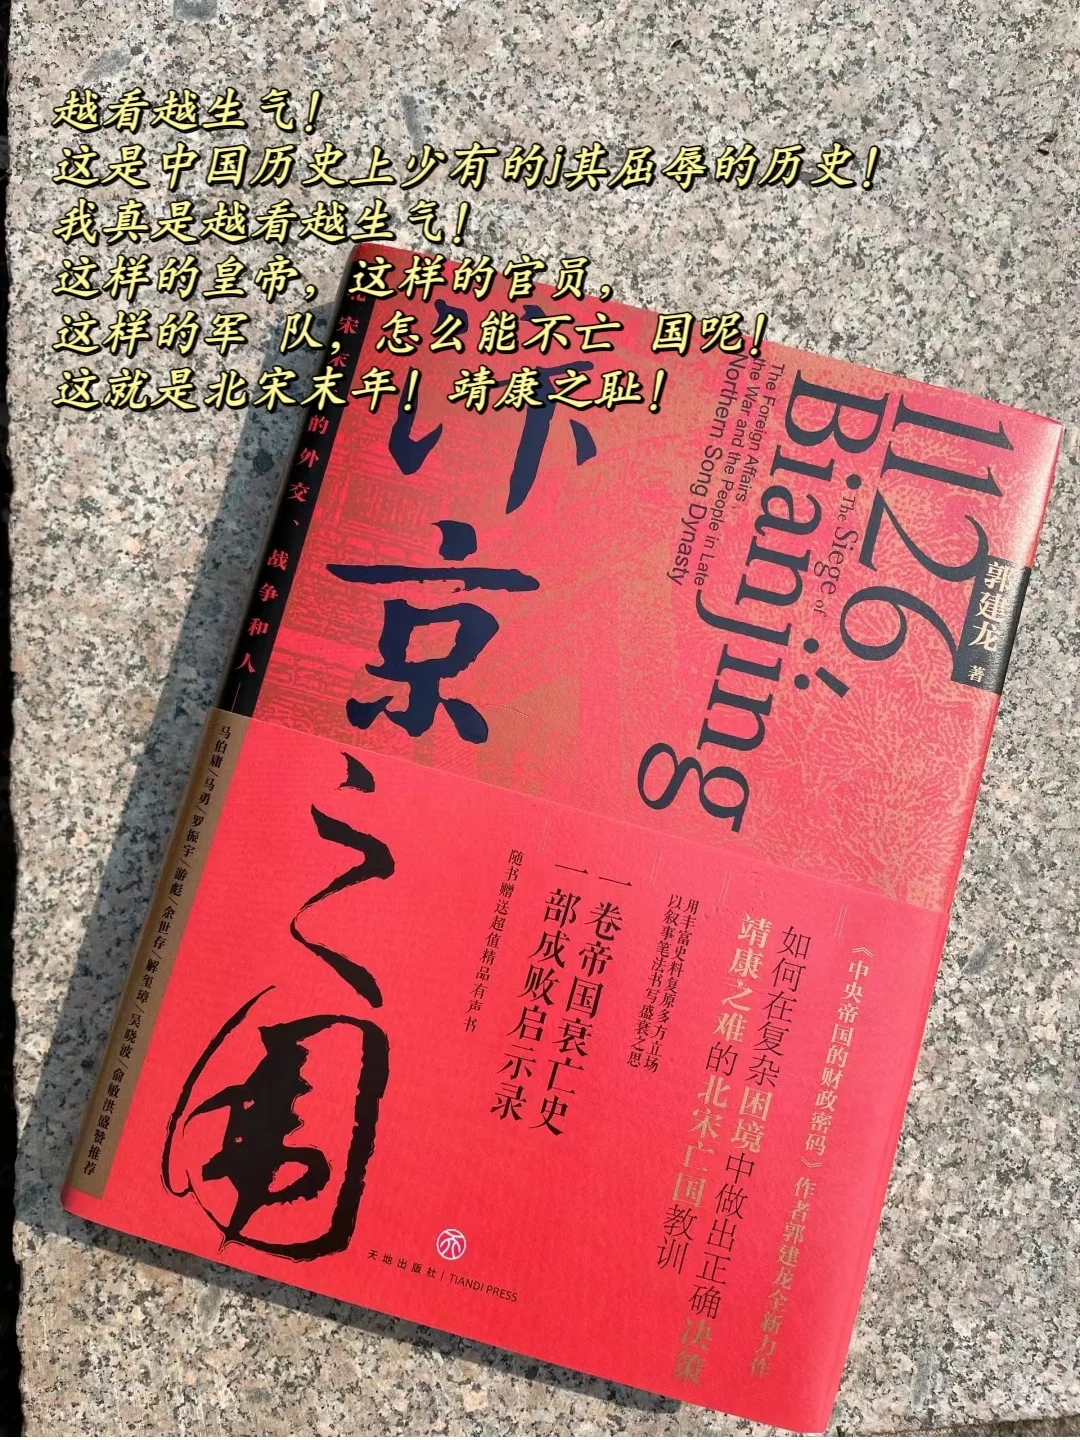 越看越生气！
这是中国历史上少有的j其屈辱的历史！
我真是越看越生气！
这样的皇帝，这样的官员，
这样的军 队，怎么能不亡 国呢！
这就是北宋末年！靖康之耻！
汴京之围
1126
The Siege of
Bianjing
The Foreign Affairs,
the War and the People in Late
Northern Song Dynasty
郭建龙 著
北宋末
的外交、战争和人
《中央帝国的财政密码》作者郭建龙全新力作
如何在复杂困境中做出正确决策
靖康之难的北宋亡国教训
用丰富史料复原多方立场
以叙事笔法书写盛衰之思
一卷帝国衰亡史
一部成败启示录
随书赠送超值精品有声书
马伯庸/马勇/罗振宇/游彪/余世存/解玺璋/吴晓波/俞敏洪盛赞推荐
天地出版社 | TIANDI PRESS